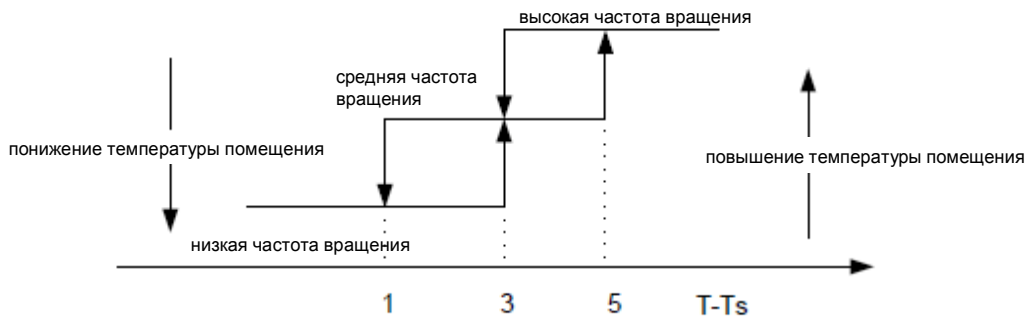 высокая частота вращения
средняя частота
вращения
понижение температуры помещения
повышение температуры помещения
низкая частота вращения
1 3 5 T-Ts